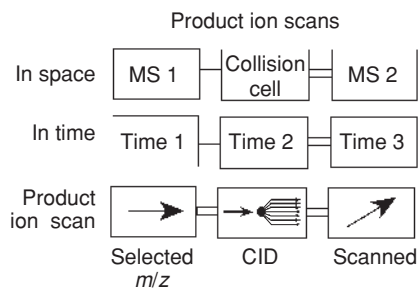 Product ion scans
In space MS 1 Collision cell MS 2
In time Time 1 Time 2 Time 3
Product ion scan
Selected m/z CID Scanned